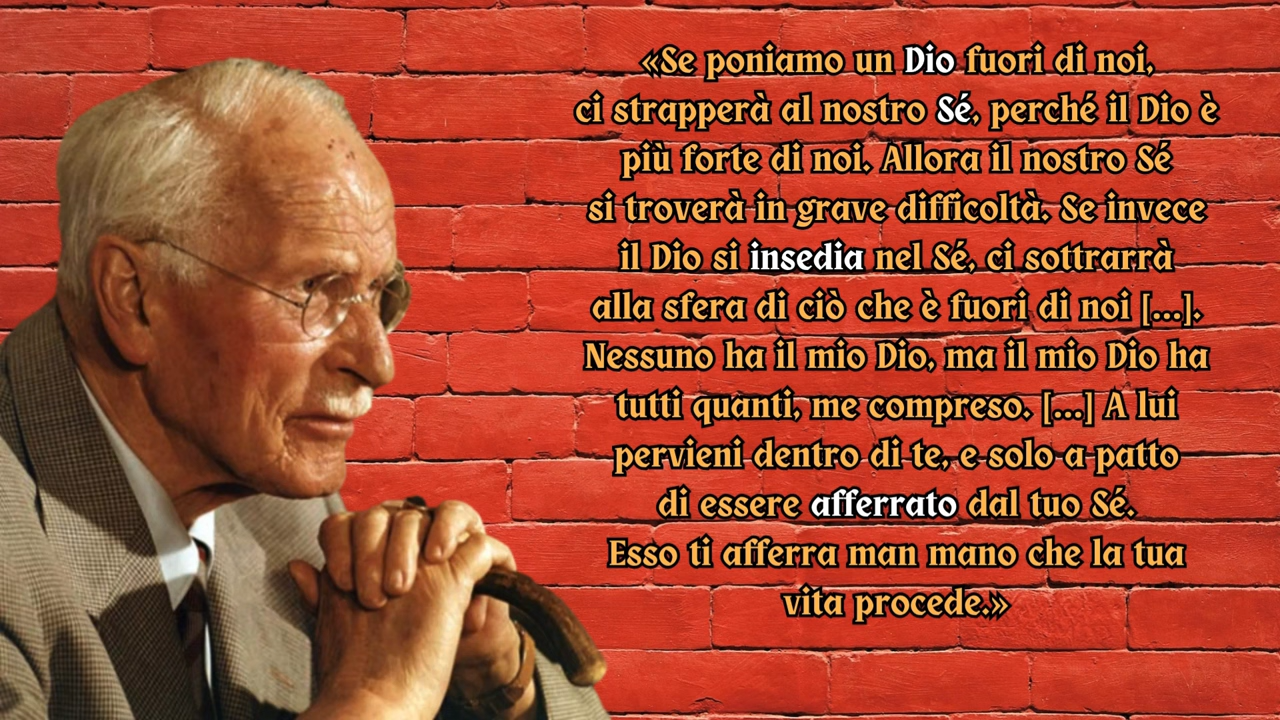 «Se poniamo un Dio fuori di noi,
ci strapperà al nostro Sé, perché il Dio è
più forte di noi. Allora il nostro Sé
si troverà in grave difficoltà. Se invece
il Dio si insedia nel Sé, ci sottrarrà
alla sfera di ciò che è fuori di noi [...].
Nessuno ha il mio Dio, ma il mio Dio ha
tutti quanti, me compreso. [...] A lui
pervieni dentro di te, e solo a patto
di essere afferrato dal tuo Sé.
Esso ti afferra man mano che la tua
vita procede.»